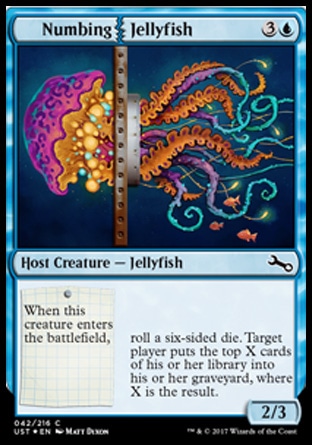 Numbing Jellyfish 3
Host Creature — Jellyfish
When this
creature enters
the battlefield,
roll a six-sided die. Target
player puts the top X cards
of his or her library into
his or her graveyard, where
X is the result.
2/3
042/216 C
UST • EN Matt Dixon
™ & © 2017 Wizards of the Coast